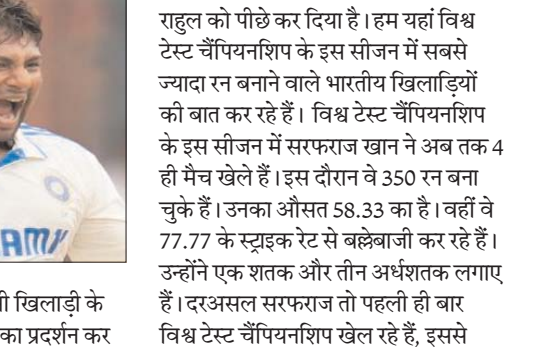 राहुल को पीछे कर दिया है। हम यहां विश्व
टेस्ट चैंपियनशिप के इस सीजन में सबसे
ज्यादा रन बनाने वाले भारतीय खिलाड़ियों
की बात कर रहे हैं। विश्व टेस्ट चैंपियनशिप
के इस सीजन में सरफराज खान ने अब तक 4
ही मैच खेले हैं। इस दौरान वे 350 रन बना
चुके हैं। उनका औसत 58.33 का है। वहीं वे
77.77 के स्ट्राइक रेट से बल्लेबाजी कर रहे हैं।
उन्होंने एक शतक और तीन अर्धशतक लगाए
हैं। दरअसल सरफराज तो पहली ही बार
विश्व टेस्ट चैंपियनशिप खेल रहे हैं, इससे
खिलाड़ी के
का प्रदर्शन कर